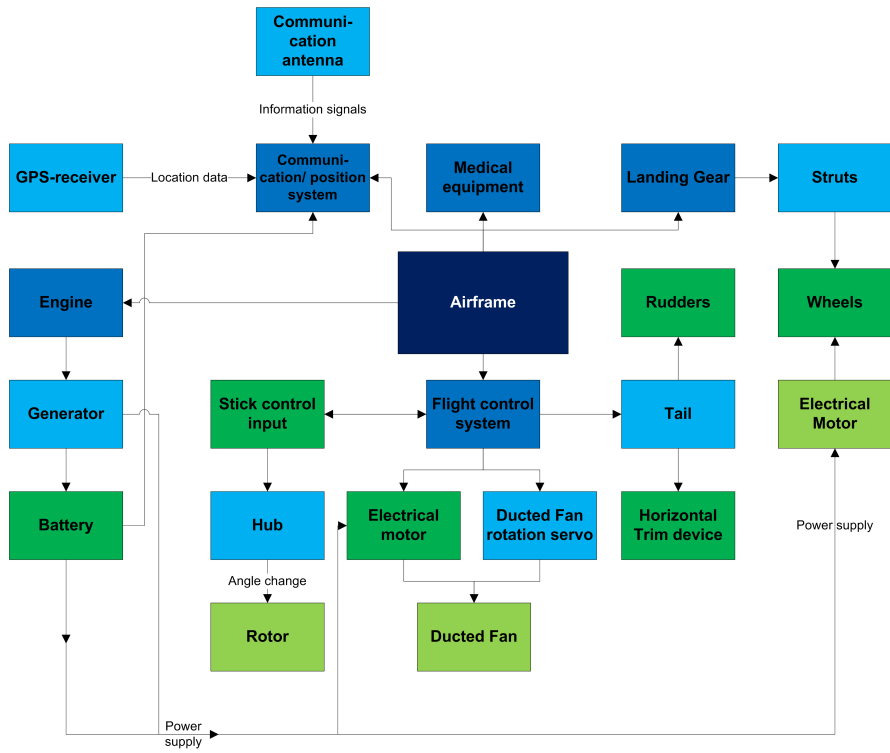 Communi-
cation
antenna
Information signals
GPS-receiver
Location data
Communi-
cation/ position
system
Medical
equipment
Landing Gear
Struts
Engine
Airframe
Rudders
Wheels
Generator
Stick control
input
Flight control
system
Tail
Electrical
Motor
Battery
Hub
Electrical
motor
Ducted Fan
rotation servo
Horizontal
Trim device
Power supply
Angle change
Rotor
Ducted Fan
Power
supply